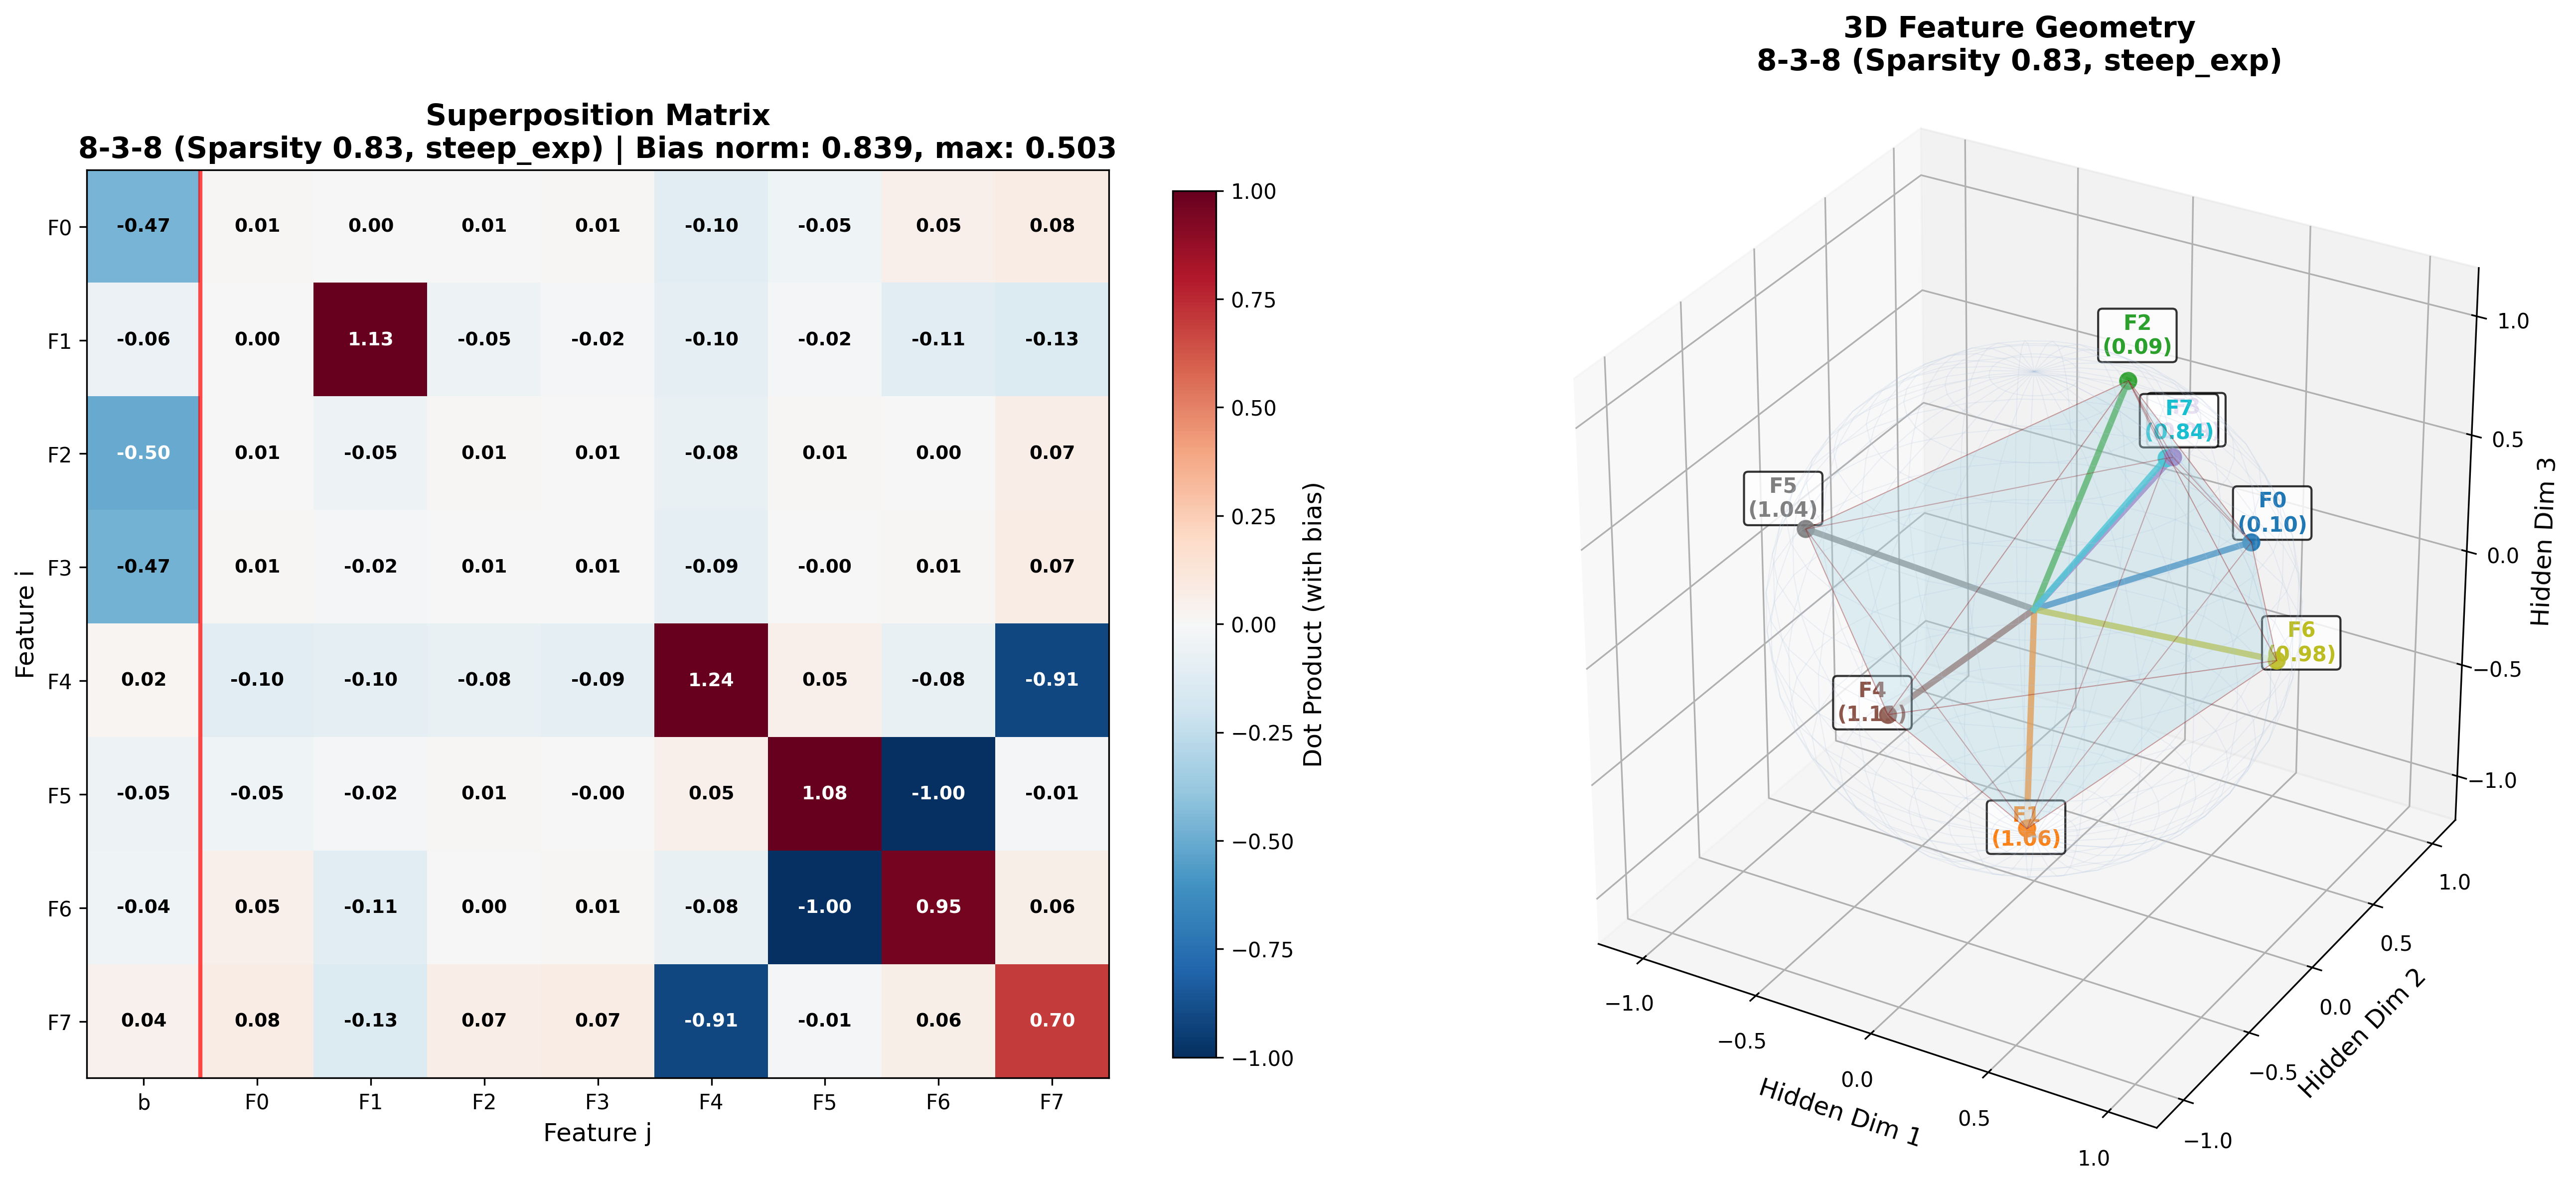 Superposition Matrix
8-3-8 (Sparsity 0.83, steep_exp) | Bias norm: 0.839, max: 0.503
F0 -0.47 0.01 0.00 0.01 0.01 -0.10 -0.05 0.05 0.08
F1 -0.06 0.00 1.13 -0.05 -0.02 -0.10 -0.02 -0.11 -0.13
F2 -0.50 0.01 -0.05 0.01 0.01 -0.08 0.01 0.00 0.07
F3 -0.47 0.01 -0.02 0.01 0.01 -0.09 -0.00 0.01 0.07
F4 0.02 -0.10 -0.10 -0.08 -0.09 1.24 0.05 -0.08 -0.91
F5 -0.05 -0.05 -0.02 0.01 -0.00 0.05 1.08 -1.00 -0.01
F6 -0.04 0.05 -0.11 0.00 0.01 -0.08 -1.00 0.95 0.06
F7 0.04 0.08 -0.13 0.07 0.07 -0.91 -0.01 0.06 0.70
b F0 F1 F2 F3 F4 F5 F6 F7
Feature j
Feature i
1.00
0.75
0.50
0.25
0.00
−0.25
−0.50
−0.75
−1.00
Dot Product (with bias)
3D Feature Geometry
8-3-8 (Sparsity 0.83, steep_exp)
F2
(0.09)
F7
(0.84)
F5
(1.04)
F0
(0.10)
F6
(0.98)
F4
F1
(1.06)
−1.0
−0.5
0.0
0.5
1.0
Hidden Dim 1
−1.0
−0.5
0.0
0.5
1.0
Hidden Dim 2
1.0
0.5
0.0
−0.5
−1.0
Hidden Dim 3